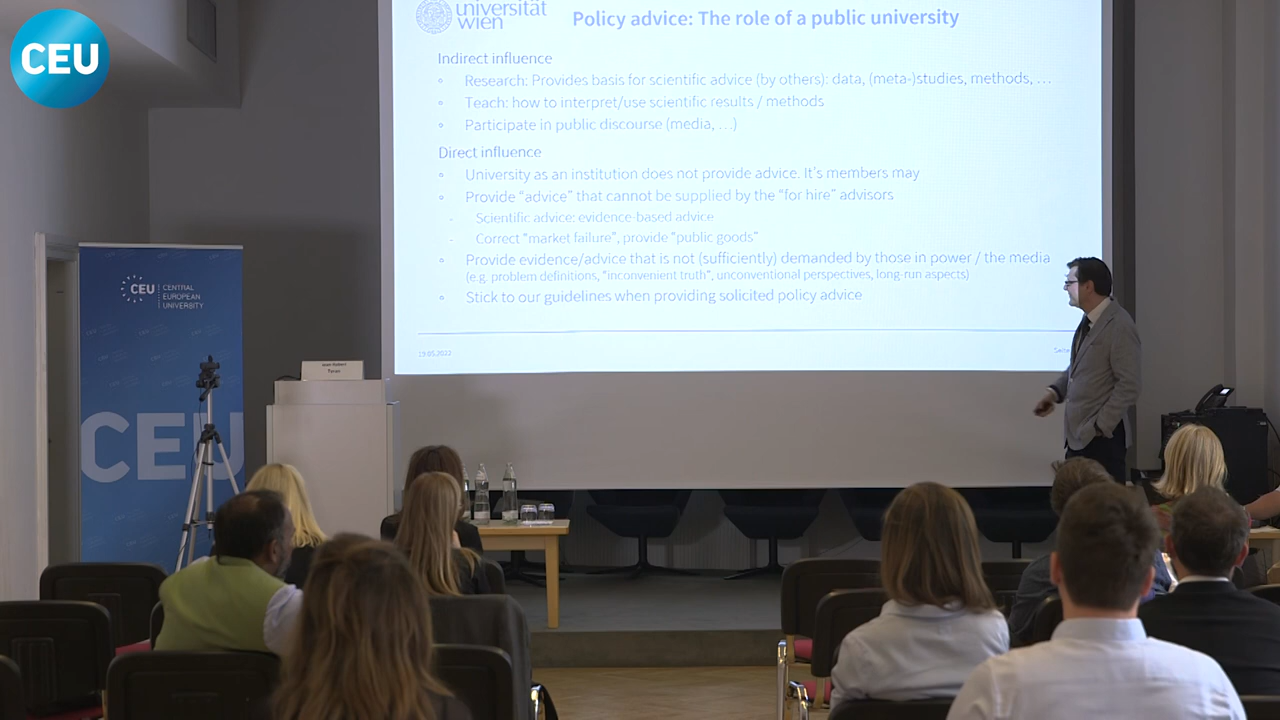 CEU
universität
wien
Policy advice: The role of a public university
Indirect influence
Research: Provides basis for scientific advice (by others): data, (meta-)studies, methods, …
Teach: how to interpret/use scientific results / methods
Participate in public discourse (media, …)
Direct influence
University as an institution does not provide advice. It's members may
Provide “advice” that cannot be supplied by the “for hire” advisors
- Scientific advice: evidence-based advice
- Correct “market failure”, provide “public goods”
Provide evidence/advice that is not (sufficiently) demanded by those in power / the media
(e.g. problem definitions, “inconvenient truth”, unconventional perspectives, long-run aspects)
Stick to our guidelines when providing solicited policy advice
19.05.2022
Seite
CEU
CENTRAL
EUROPEAN
UNIVERSITY
CEU